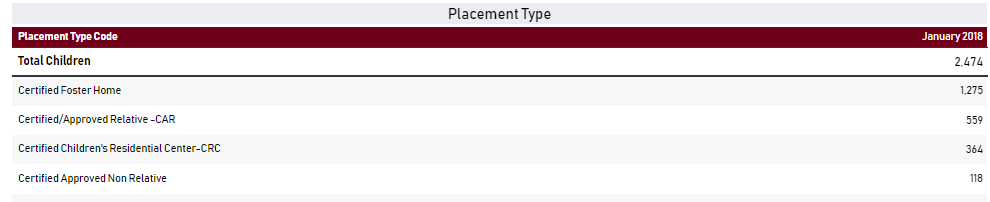 Placement Type
Placement Type Code January 2018
Total Children 2,474
Certified Foster Home 1,275
Certified/Approved Relative -CAR 559
Certified Children's Residential Center-CRC 364
Certified Approved Non Relative 118